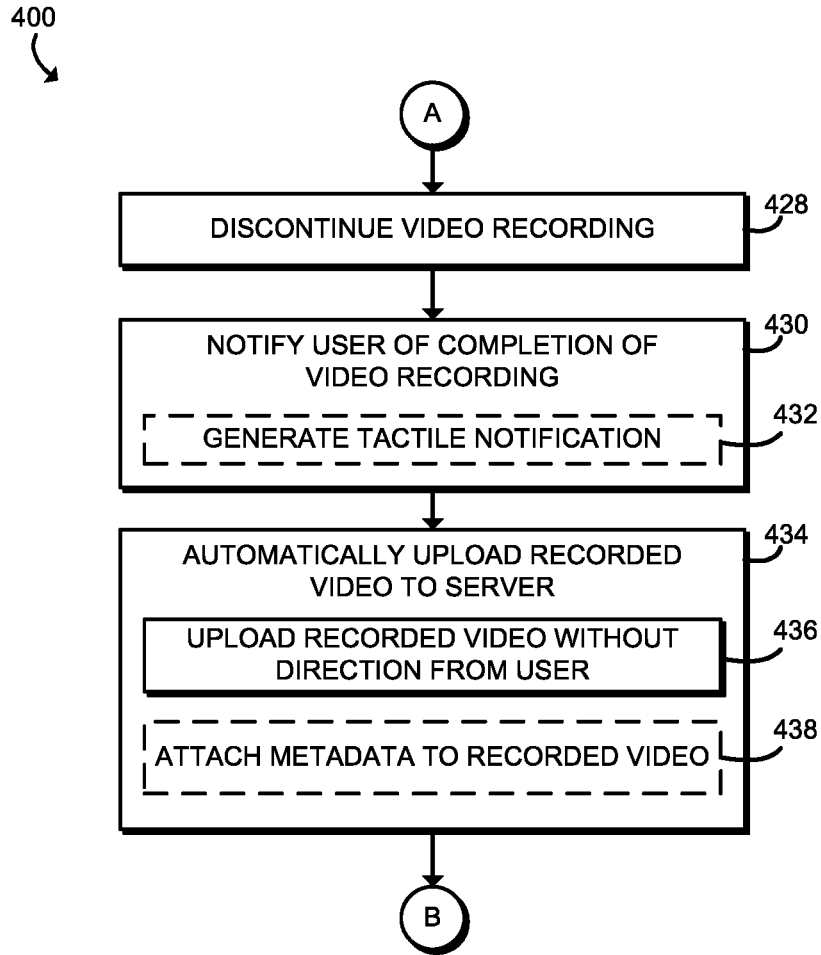 400
A
DISCONTINUE VIDEO RECORDING
428
NOTIFY USER OF COMPLETION OF
VIDEO RECORDING
430
GENERATE TACTILE NOTIFICATION
432
AUTOMATICALLY UPLOAD RECORDED
VIDEO TO SERVER
434
UPLOAD RECORDED VIDEO WITHOUT
DIRECTION FROM USER
436
ATTACH METADATA TO RECORDED VIDEO
438
B